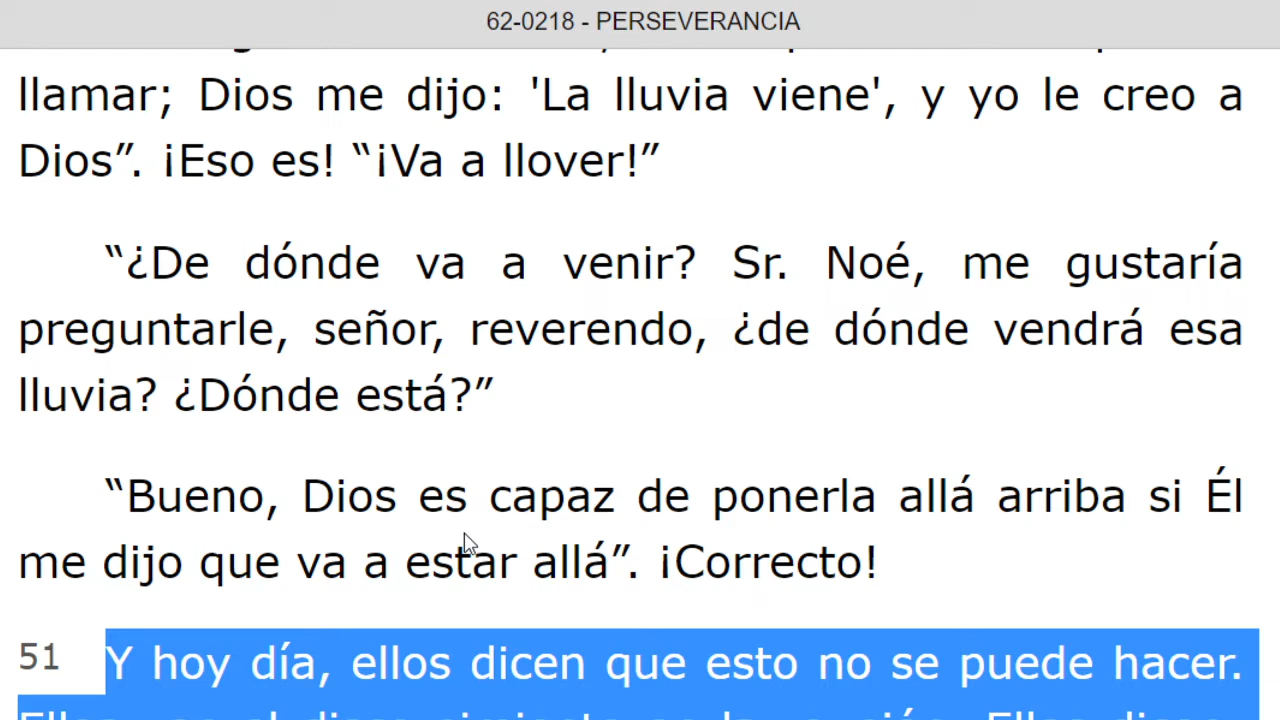 62-0218 - PERSEVERANCIA
llamar; Dios me dijo: 'La lluvia viene', y yo le creo a
Dios”. ¡Eso es! “¡Va a llover!”
“¿De dónde va a venir? Sr. Noé, me gustaría
preguntarle, señor, reverendo, ¿de dónde vendrá esa
lluvia? ¿Dónde está?”
“Bueno, Dios es capaz de ponerla allá arriba si Él
me dijo que va a estar allá”. ¡Correcto!
51 Y hoy día, ellos dicen que esto no se puede hacer.